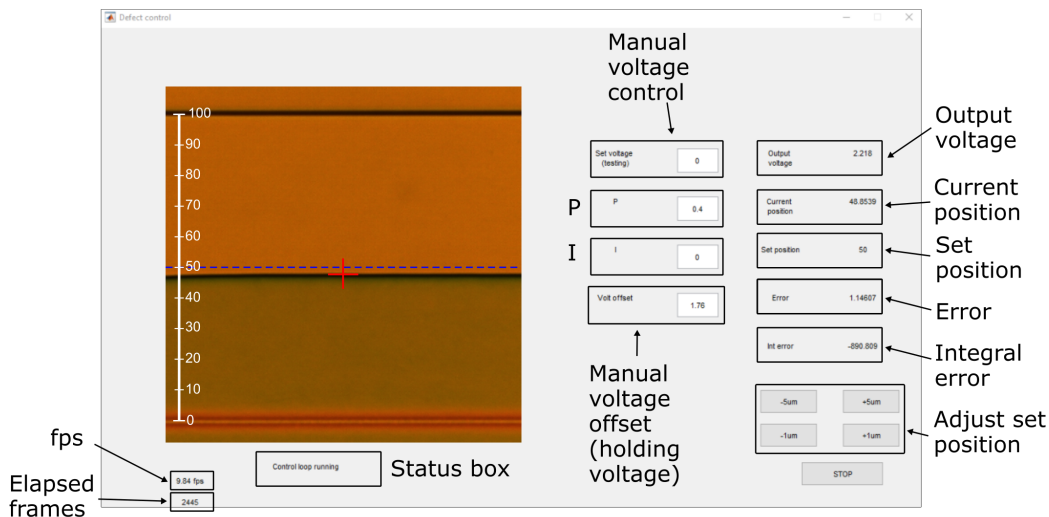 Defect control
Manual
voltage
control
100
90
80
70
60
50
40
30
20
10
0
Set voltage
(testing)
0
P
P
0.4
I
I
0
Volt offset
1.76
Manual
voltage
offset
(holding
voltage)
Output
voltage
2.218
Output
voltage
Current
position
48.8539
Current
position
Set position
50
Set
position
Error
1.14607
Error
Int error
-890.809
Integral
error
-5um
+5um
-1um
+1um
Adjust set
position
STOP
fps
9.84 fps
Elapsed
frames
2445
Control loop running
Status box